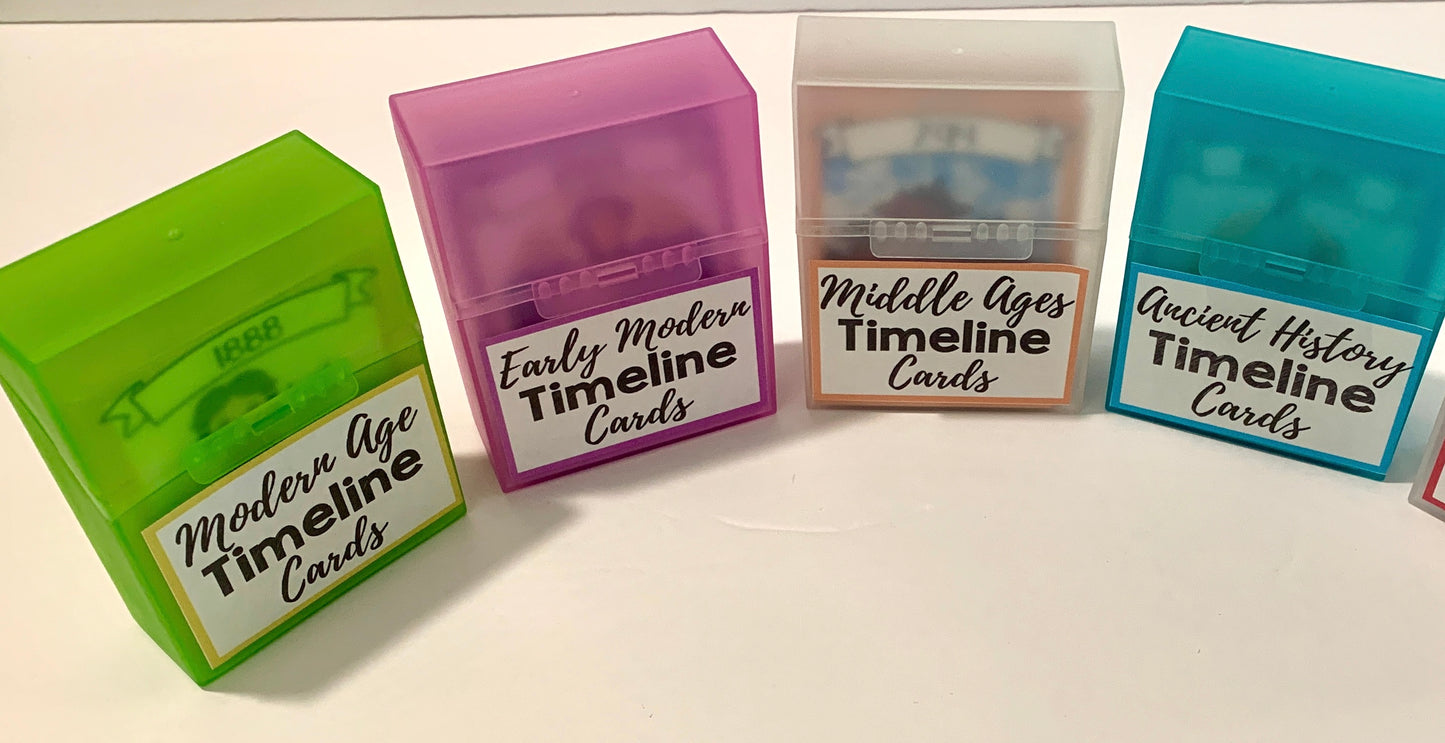 1888
Modern Age
Timeline
Cards
Early Modern
Timeline
Cards
Middle Ages
Timeline
Cards
Ancient History
Timeline
Cards